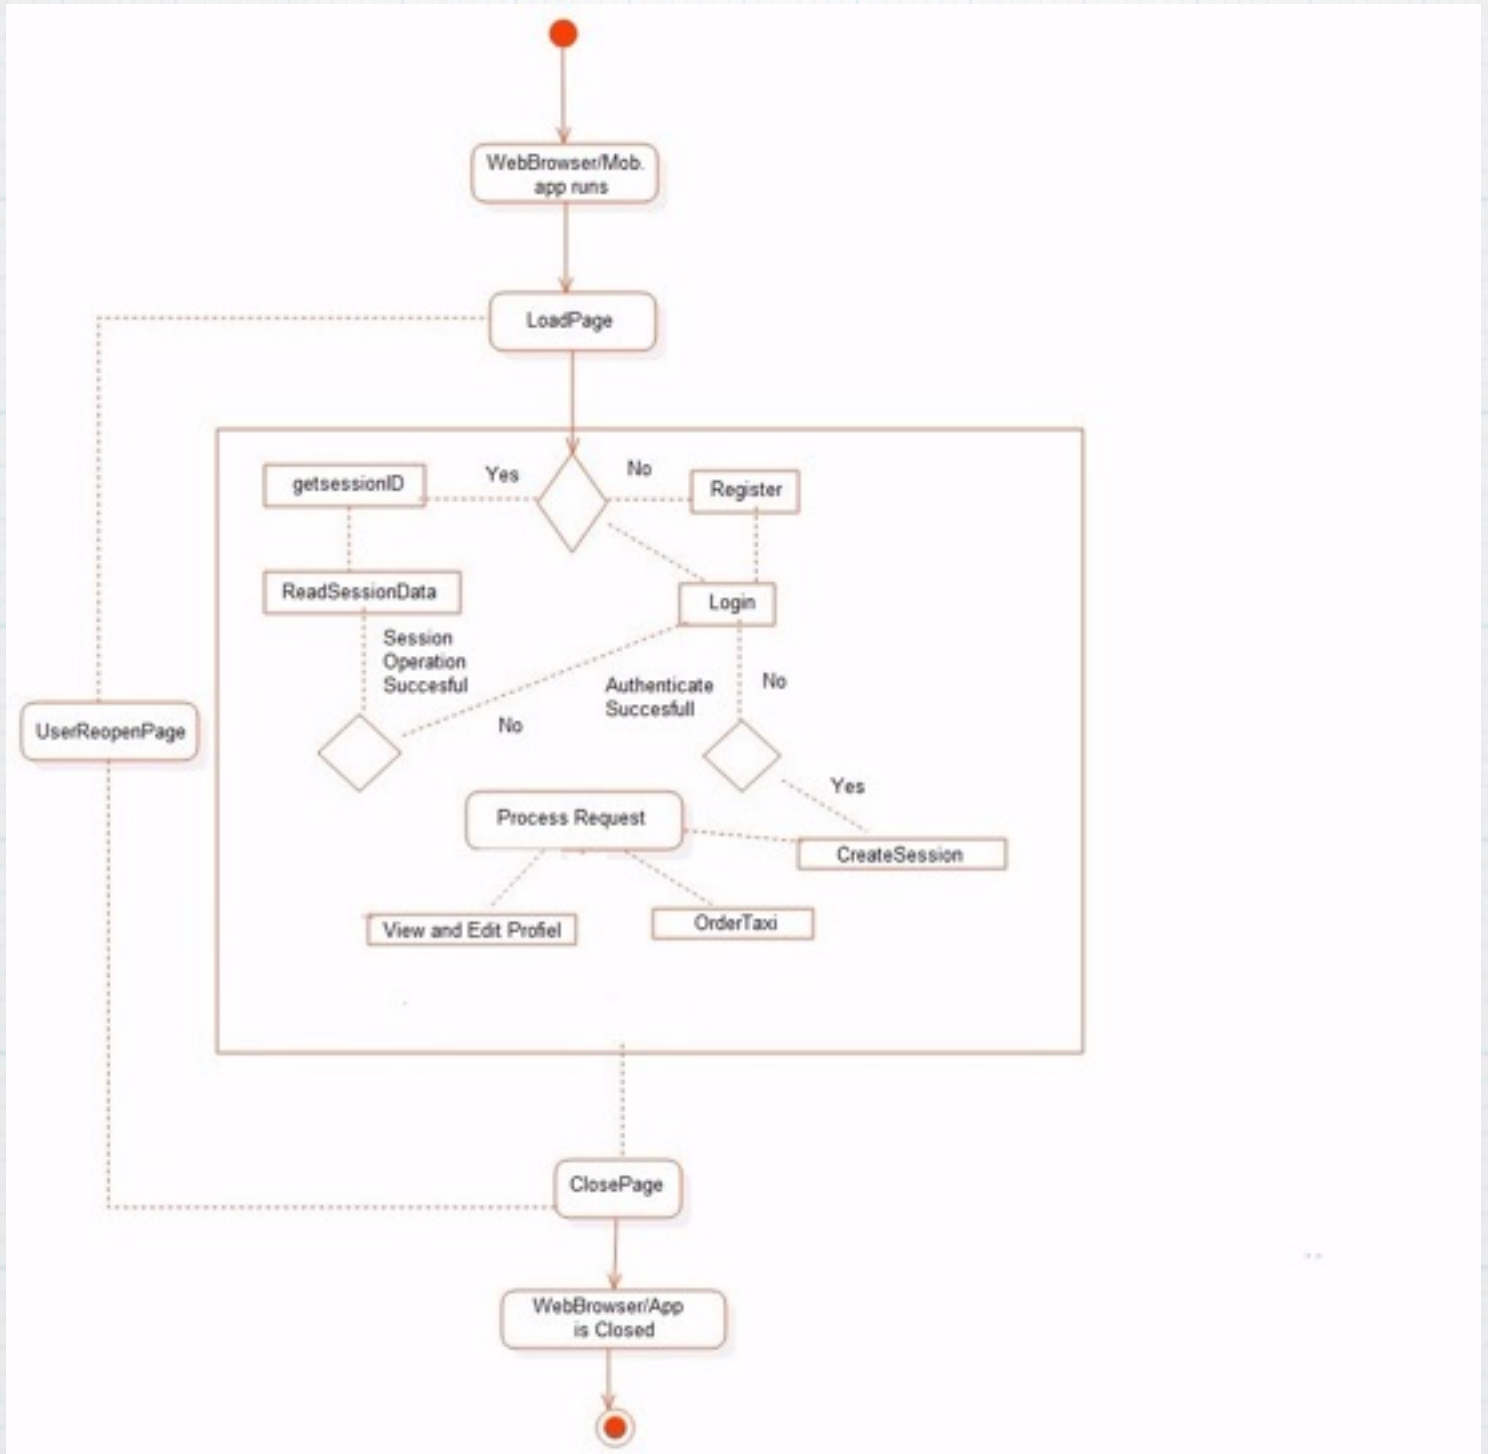 WebBrowser/Mob.
app runs
LoadPage
getsessionID
Yes
No
Register
ReadSessionData
Login
Session
Operation
Succesful
No
Authenticate
Succesfull
No
UserReopenPage
Yes
Process Request
CreateSession
View and Edit Profiel
OrderTaxi
ClosePage
WebBrowser/App
is Closed